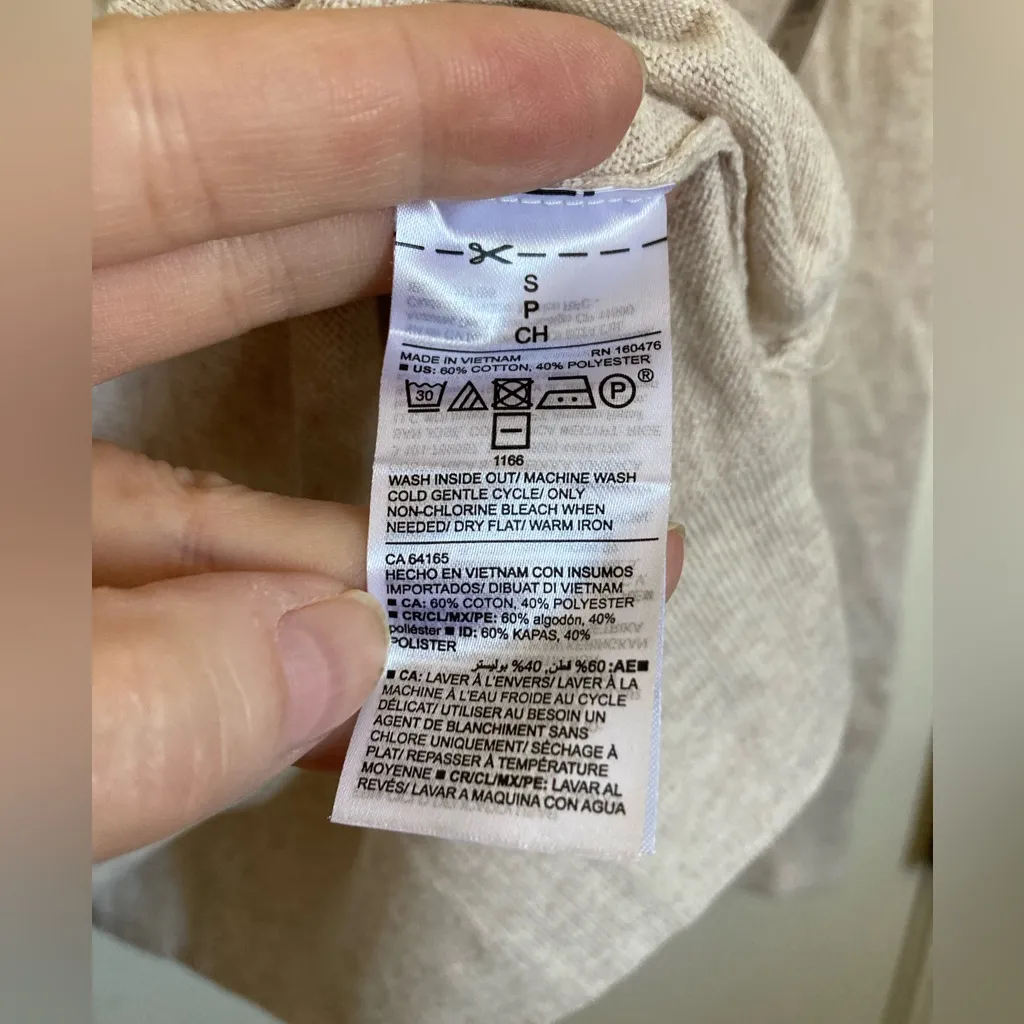 S
P
CH
MADE IN VIETNAM RN 160476
■ US: 60% COTTON, 40% POLYESTER
30 P ®
1166
WASH INSIDE OUT/ MACHINE WASH
COLD GENTLE CYCLE/ ONLY
NON-CHLORINE BLEACH WHEN
NEEDED/ DRY FLAT/ WARM IRON
CA 64165
HECHO EN VIETNAM CON INSUMOS
IMPORTADOS/ DIBUAT DI VIETNAM
■ CA: 60% COTON, 40% POLYESTER
■ CR/CL/MX/PE: 60% algodón, 40%
poliéster ■ ID: 60% KAPAS, 40%
POLISTER
■AE: 60% قطن, 40% بوليستر
■ CA: LAVER À L'ENVERS/ LAVER À LA
MACHINE À L'EAU FROIDE AU CYCLE
DÉLICAT/ UTILISER AU BESOIN UN
AGENT DE BLANCHIMENT SANS
CHLORE UNIQUEMENT/ SÉCHAGE À
PLAT/ REPASSER À TEMPÉRATURE
MOYENNE ■ CR/CL/MX/PE: LAVAR AL
REVÉS/ LAVAR A MAQUINA CON AGUA